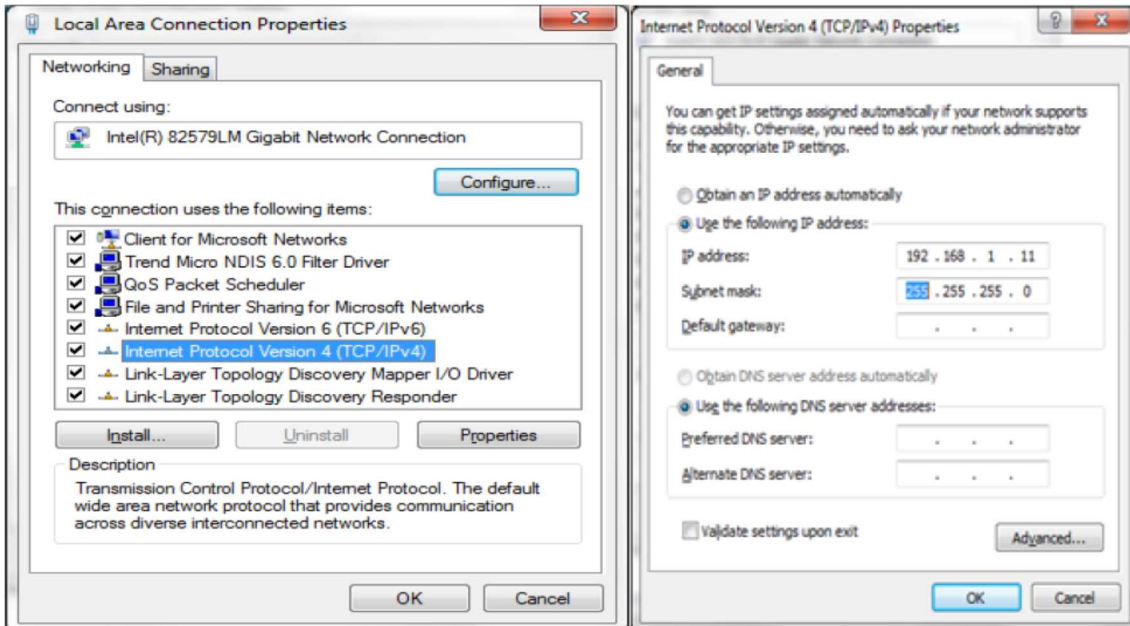 Local Area Connection Properties
Networking
Sharing
Connect using:
Intel(R) 82579LM Gigabit Network Connection
Configure...
This connection uses the following items:
Client for Microsoft Networks
Trend Micro NDIS 6.0 Filter Driver
QoS Packet Scheduler
File and Printer Sharing for Microsoft Networks
Internet Protocol Version 6 (TCP/IPv6)
Internet Protocol Version 4 (TCP/IPv4)
Link-Layer Topology Discovery Mapper I/O Driver
Link-Layer Topology Discovery Responder
Install...
Uninstall
Properties
Description
Transmission Control Protocol/Internet Protocol. The default
wide area network protocol that provides communication
across diverse interconnected networks.
OK
Cancel
Internet Protocol Version 4 (TCP/IPv4) Properties
General
You can get IP settings assigned automatically if your network supports
this capability. Otherwise, you need to ask your network administrator
for the appropriate IP settings.
Obtain an IP address automatically
Use the following IP address:
IP address: 192 . 168 . 1 . 11
Subnet mask: 255 . 255 . 255 . 0
Default gateway: . . .
Obtain DNS server address automatically
Use the following DNS server addresses:
Preferred DNS server: . . .
Alternate DNS server: . . .
Validate settings upon exit
Advanced...
OK
Cancel